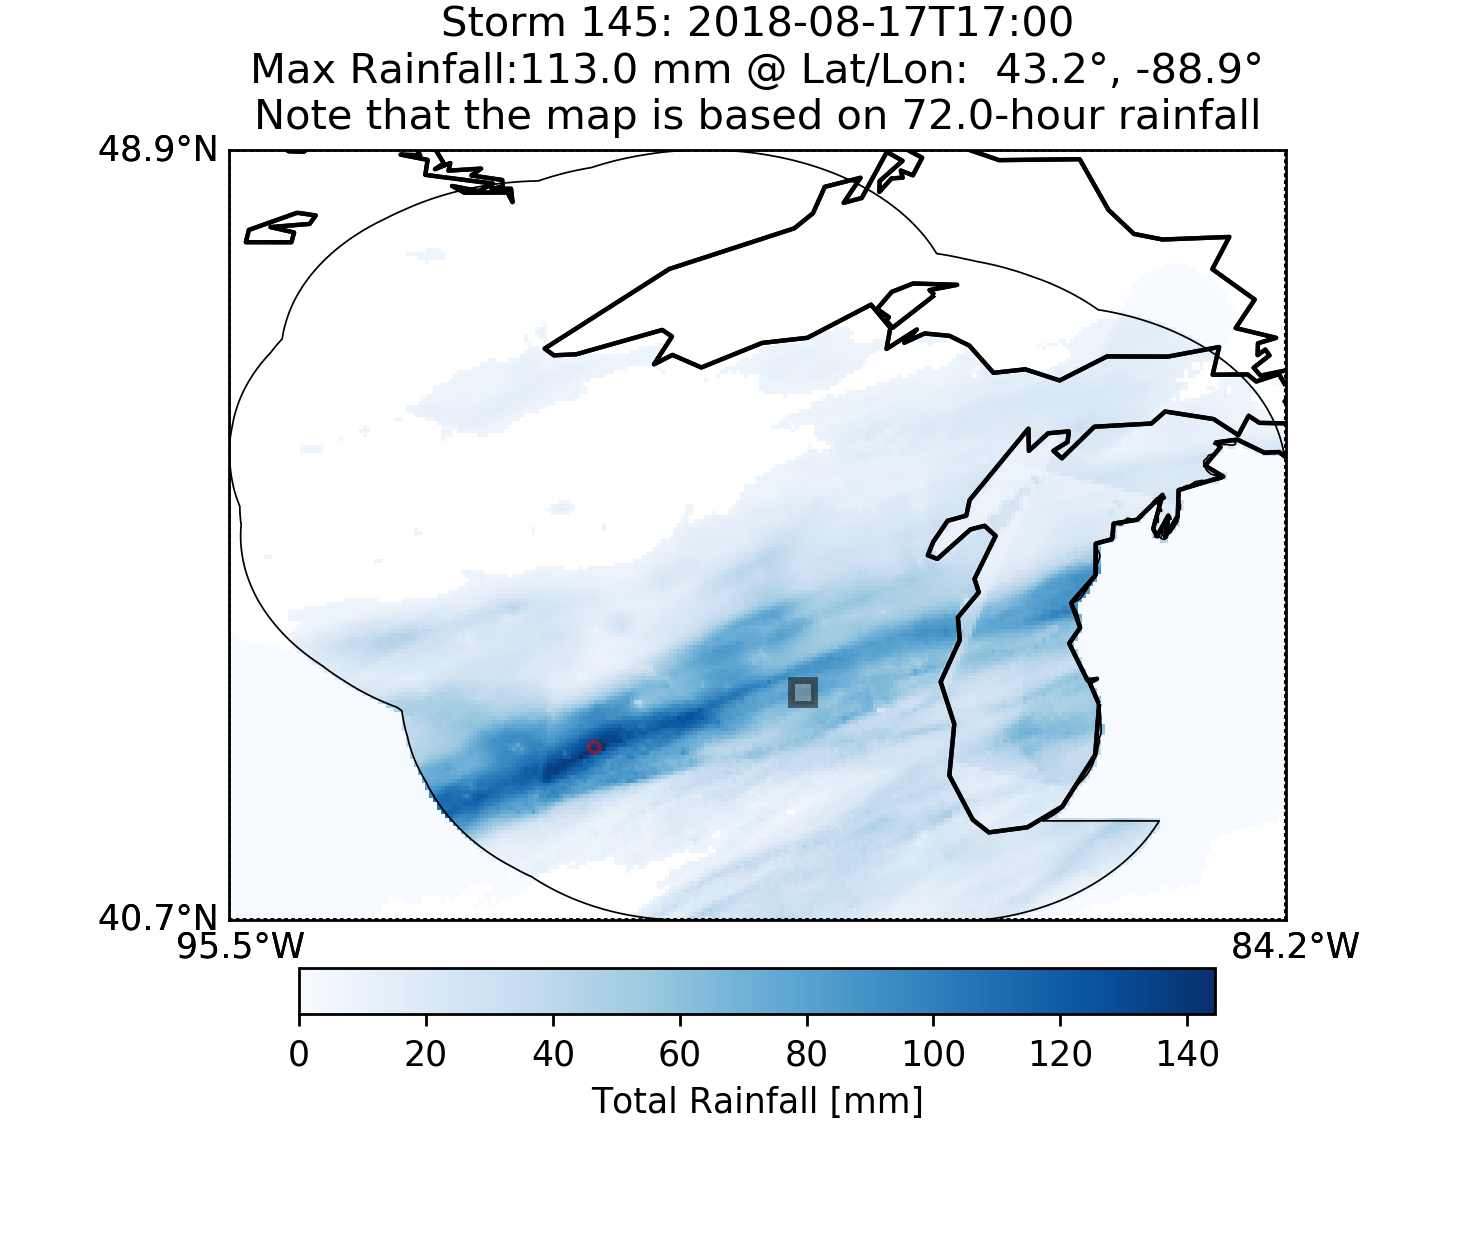 Storm 145: 2018-08-17T17:00
Max Rainfall:113.0 mm @ Lat/Lon:  43.2°, -88.9°
Note that the map is based on 72.0-hour rainfall
48.9°N
40.7°N
95.5°W 84.2°W
0 20 40 60 80 100 120 140
Total Rainfall [mm]